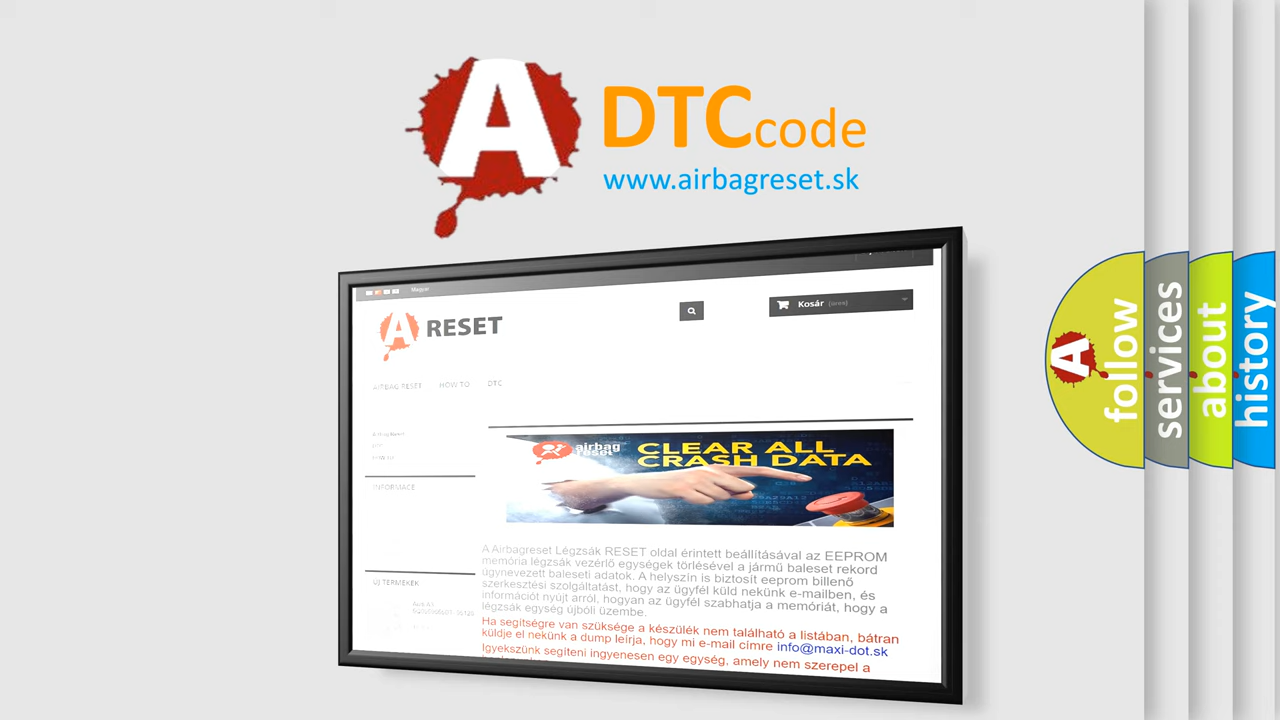 A
DTCcode
www.airbagreset.sk
Magyar
A RESET
Kosár (üres)
AIRBAG RESET HOW TO DTC
INFORMACE
ÚJ TERMÉKEK
airbag
reset
CLEAR ALL
CRASH DATA
A Airbagreset Légzsák RESET oldal érintett beállításával az EEPROM
memória légzsák vezérlő egységek törlésével a jármű baleset rekord
úgynevezett baleseti adatok. A helyszín is biztosít eeprom billenő
szerkesztési szolgáltatást, hogy az ügyfél küld nekünk e-mailben, és
információt nyújt arról, hogyan az ügyfél szabhatja a memóriát, hogy a
légzsák egység újbóli üzembe.
Ha segítségre van szüksége a készülék nem található a listában, bátran
küldje el nekünk a dump leírja, hogy mi e-mail címre info@maxi-dot.sk
Igyekszünk segíteni ingyenesen egy egység, amely nem szerepel a
A
follow
services
about
history